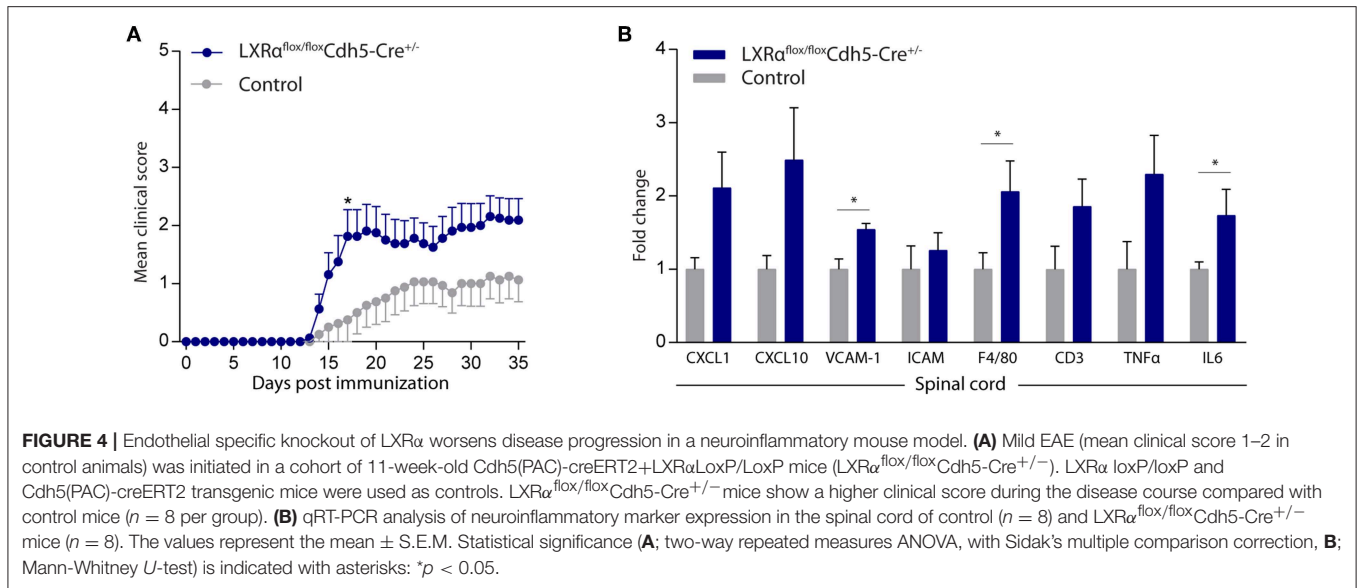 A
5
4
3
2
1
0
Mean clinical score
LXRα^flox/flox Cdh5-Cre^+/-
Control
*
0 5 10 15 20 25 30 35
Days post immunization
B
4
3
2
1
0
Fold change
LXRα^flox/flox Cdh5-Cre^+/-
Control
*
*
*
CXCL1 CXCL10 VCAM-1 ICAM F4/80 CD3 TNFα IL6
Spinal cord
FIGURE 4 | Endothelial specific knockout of LXRα worsens disease progression in a neuroinflammatory mouse model. (A) Mild EAE (mean clinical score 1–2 in
control animals) was initiated in a cohort of 11-week-old Cdh5(PAC)-creERT2+LXRαLoxP/LoxP mice (LXRα^flox/flox Cdh5-Cre^+/−). LXRα loxP/loxP and
Cdh5(PAC)-creERT2 transgenic mice were used as controls. LXRα^flox/flox Cdh5-Cre^+/− mice show a higher clinical score during the disease course compared with
control mice (n = 8 per group). (B) qRT-PCR analysis of neuroinflammatory marker expression in the spinal cord of control (n = 8) and LXRα^flox/flox Cdh5-Cre^+/−
mice (n = 8). The values represent the mean ± S.E.M. Statistical significance (A; two-way repeated measures ANOVA, with Sidak's multiple comparison correction, B;
Mann-Whitney U-test) is indicated with asterisks: *p < 0.05.